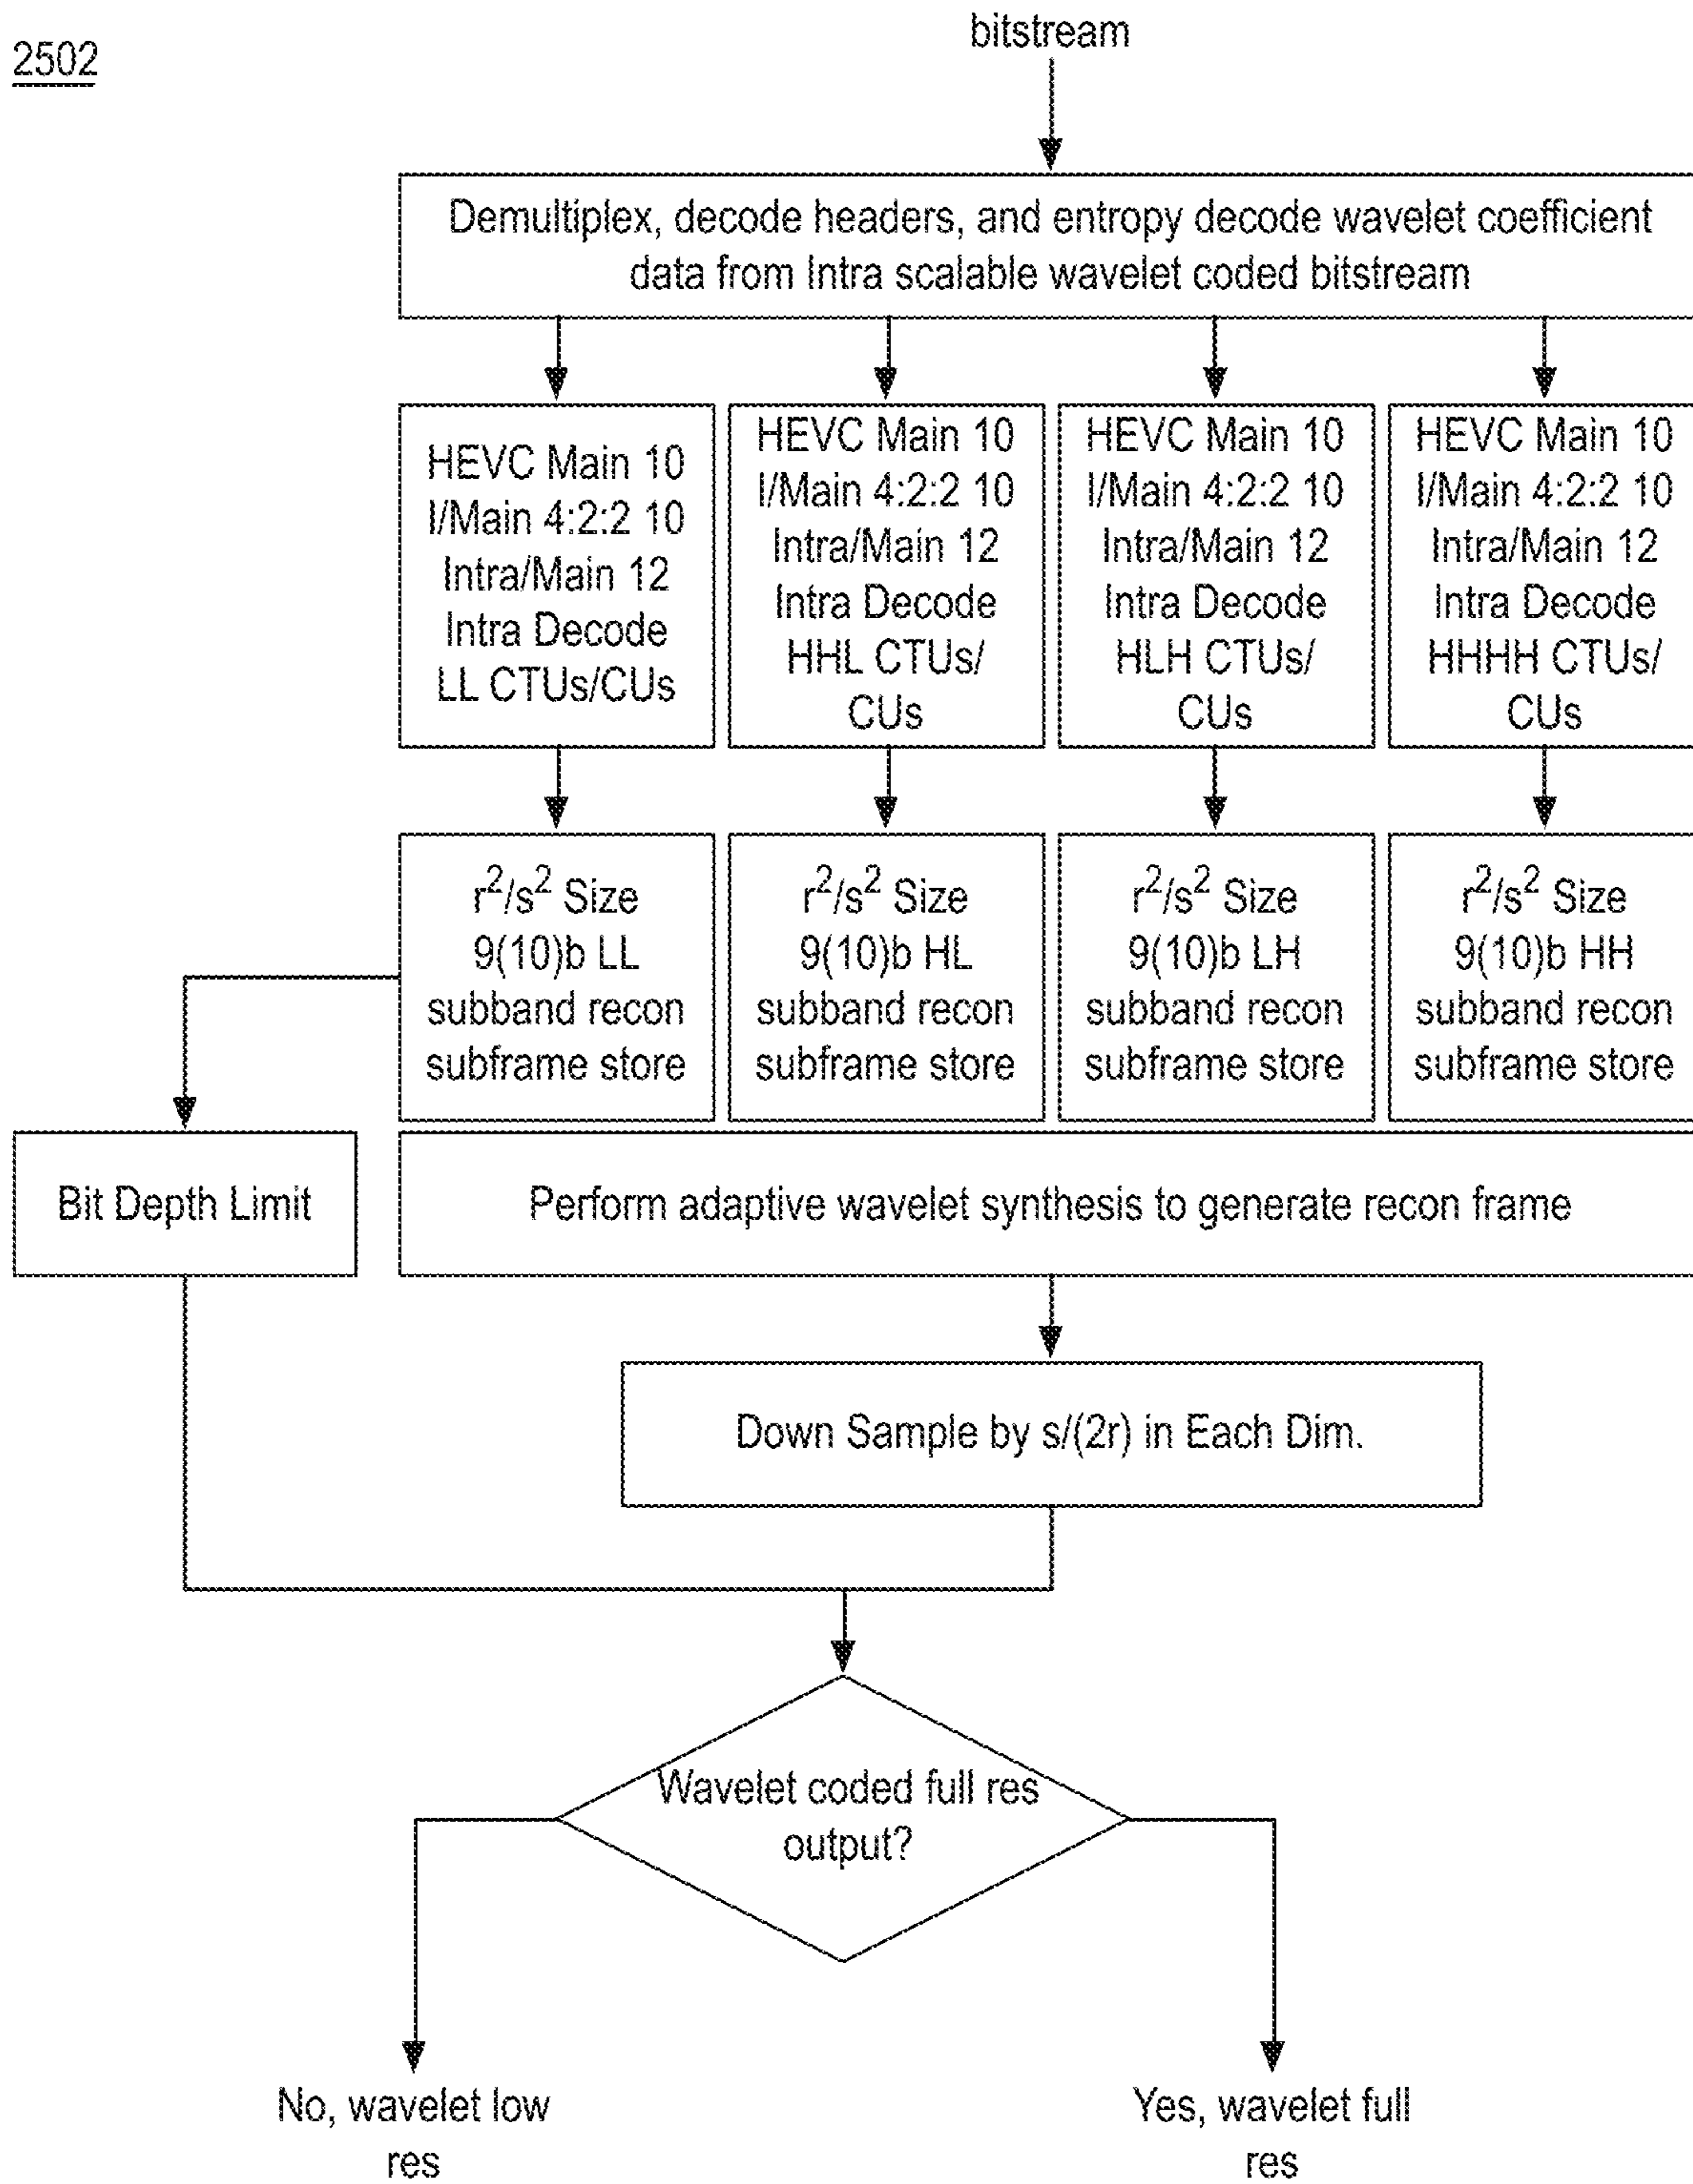 2502
bitstream
Demultiplex, decode headers, and entropy decode wavelet coefficient
data from Intra scalable wavelet coded bitstream
HEVC Main 10
I/Main 4:2:2 10
Intra/Main 12
Intra Decode
LL CTUs/CUs
HEVC Main 10
I/Main 4:2:2 10
Intra/Main 12
Intra Decode
HHL CTUs/
CUs
HEVC Main 10
I/Main 4:2:2 10
Intra/Main 12
Intra Decode
HLH CTUs/
CUs
HEVC Main 10
I/Main 4:2:2 10
Intra/Main 12
Intra Decode
HHHH CTUs/
CUs
r²/s² Size
9(10)b LL
subband recon
subframe store
r²/s² Size
9(10)b HL
subband recon
subframe store
r²/s² Size
9(10)b LH
subband recon
subframe store
r²/s² Size
9(10)b HH
subband recon
subframe store
Bit Depth Limit
Perform adaptive wavelet synthesis to generate recon frame
Down Sample by s/(2r) in Each Dim.
Wavelet coded full res
output?
No, wavelet low
res
Yes, wavelet full
res